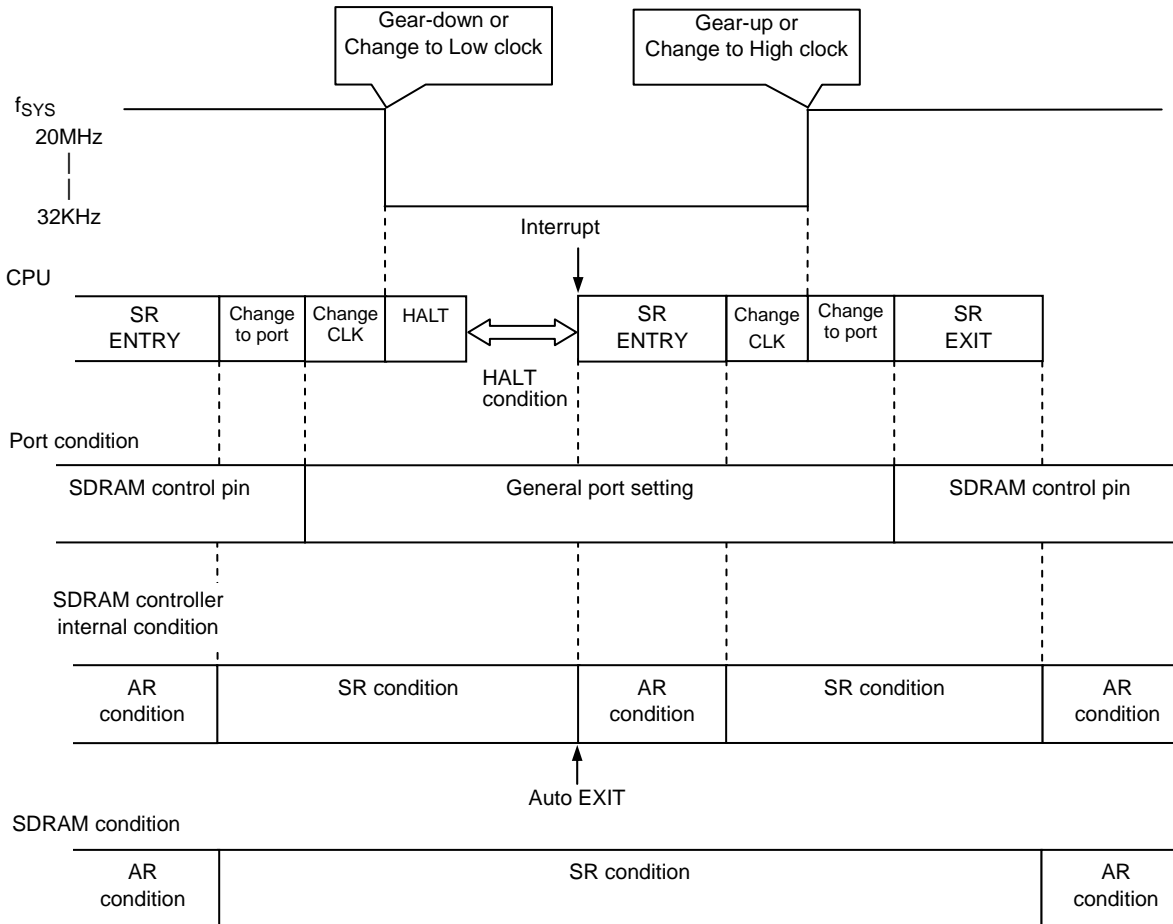 Gear-down or
Change to Low clock
Gear-up or
Change to High clock
fSYS
20MHz
32KHz
Interrupt
CPU
SR
ENTRY
Change
to port
Change
CLK
HALT
HALT
condition
SR
ENTRY
Change
CLK
Change
to port
SR
EXIT
Port condition
SDRAM control pin
General port setting
SDRAM control pin
SDRAM controller
internal condition
AR
condition
SR condition
AR
condition
SR condition
AR
condition
Auto EXIT
SDRAM condition
AR
condition
SR condition
AR
condition